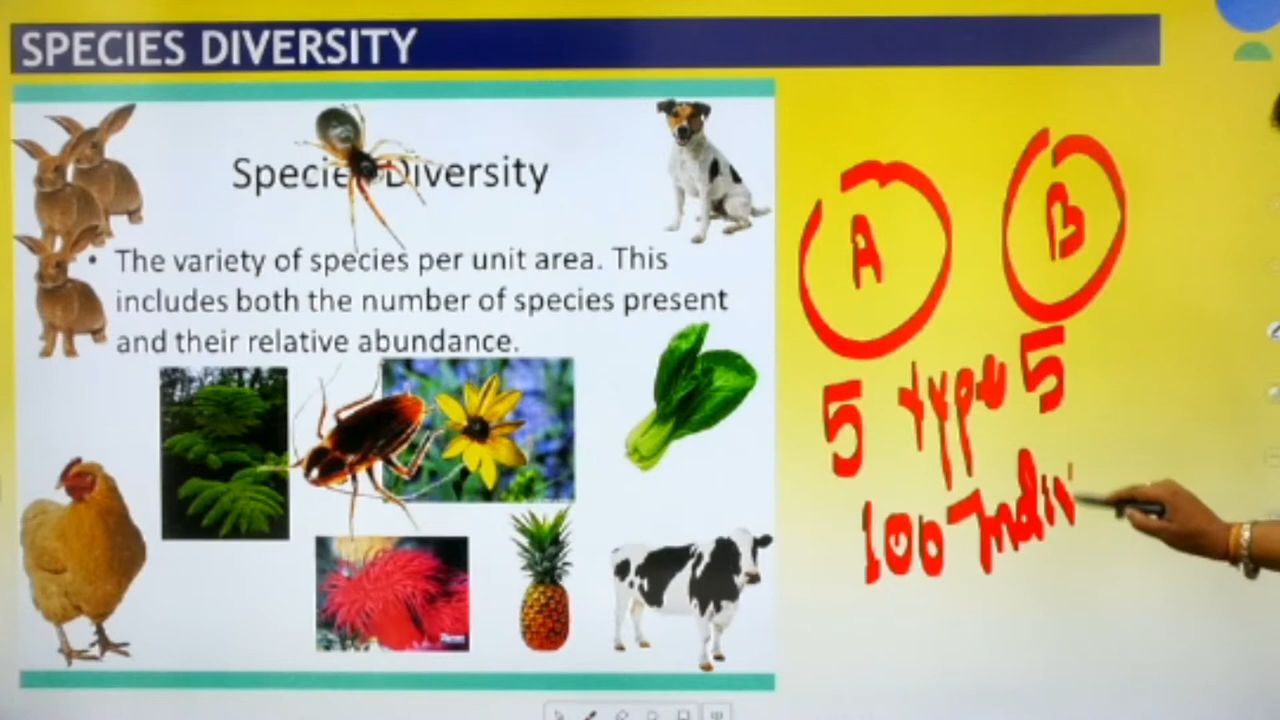 SPECIES DIVERSITY
Species Diversity
• The variety of species per unit area. This
includes both the number of species present
and their relative abundance.
A B
5 type 5
100 Indiv